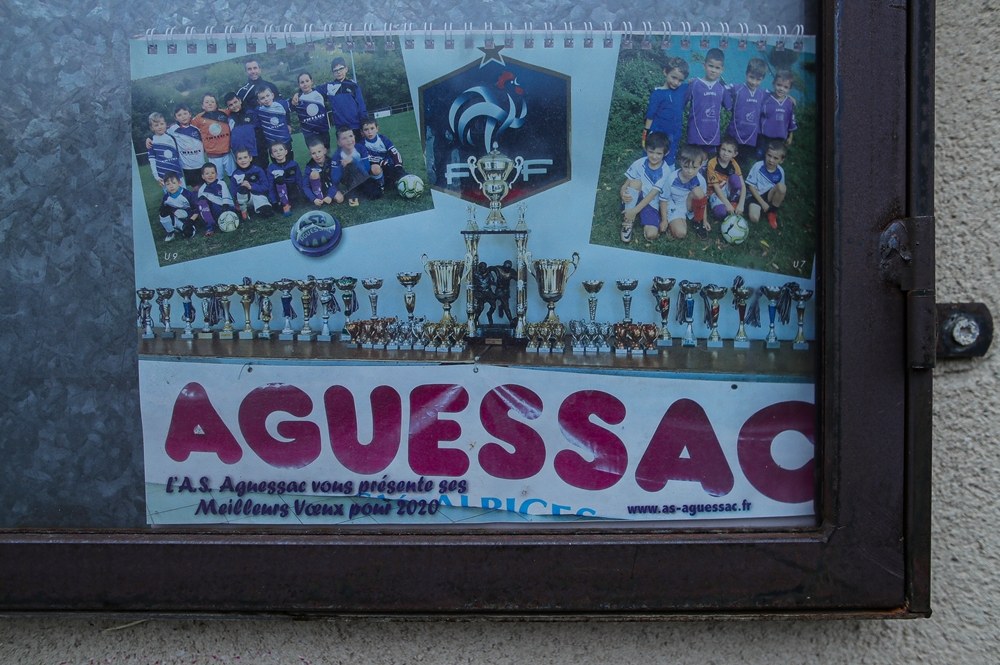 FFF
U9
U7
AGUESSAC
l'A.S. Aguessac vous présente ses
Meilleurs Vœux pour 2020
www.as-aguessac.fr